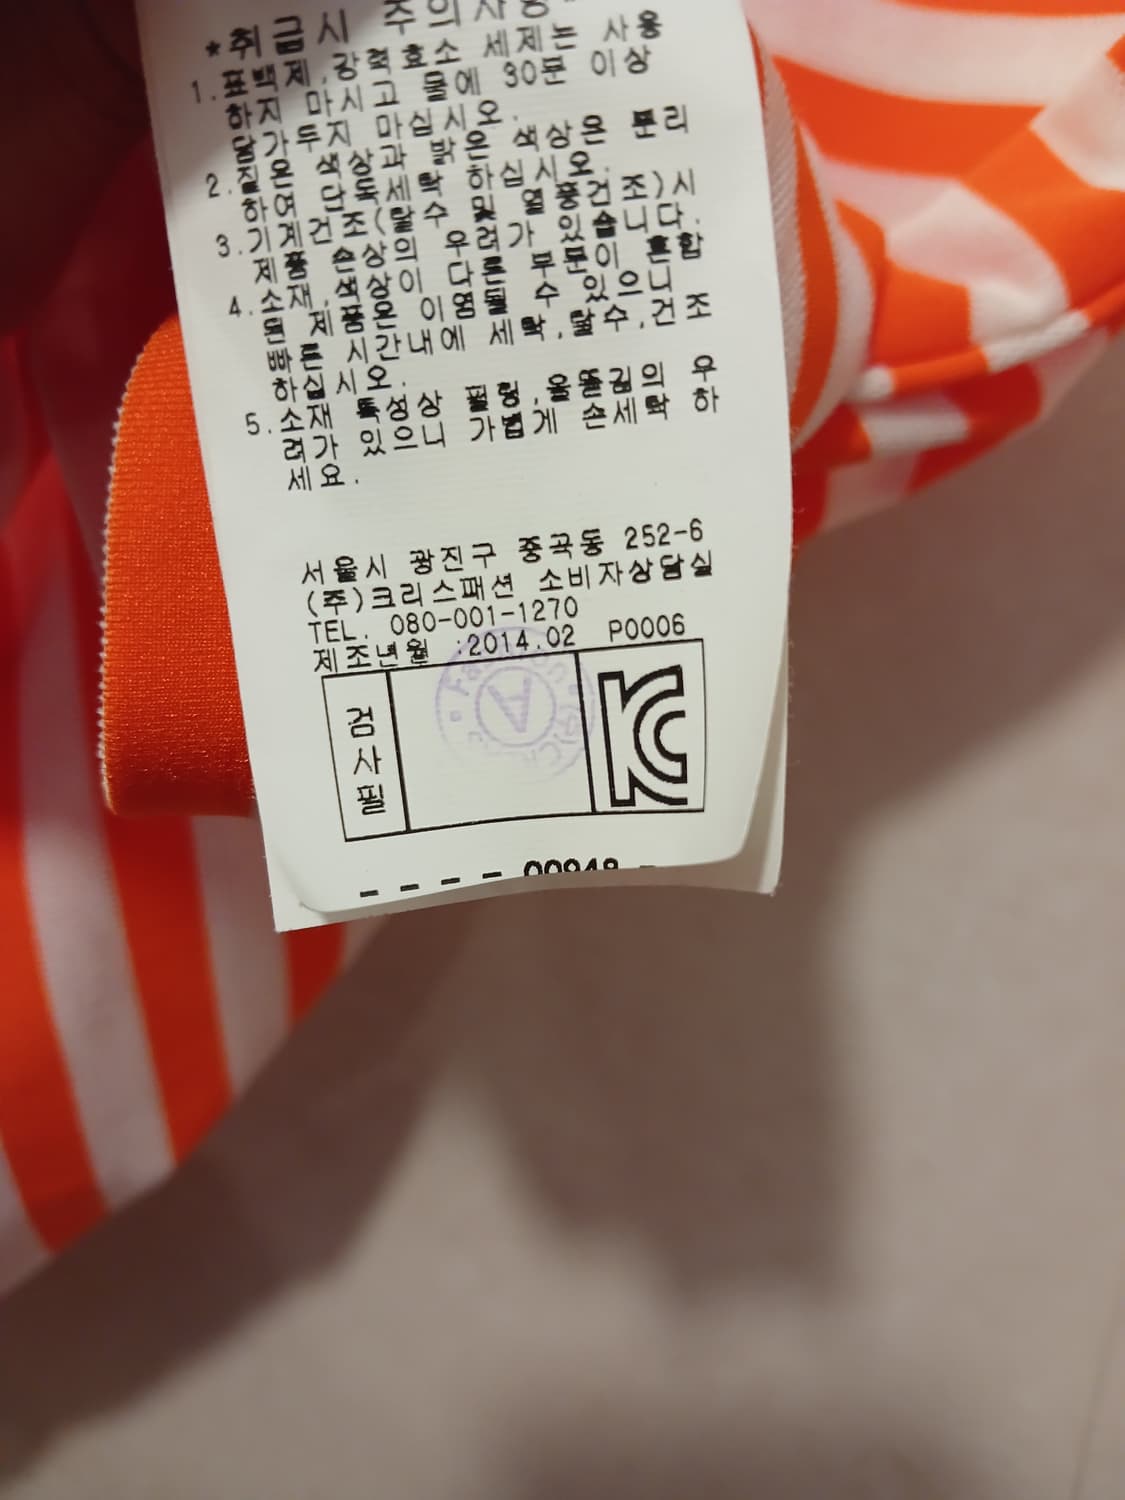 *취급시 주의사항
1.표백제,강력효소 세제는 사용
하지 마시고 물에 30분 이상
담가두지 마십시오.
2.짙은 색상과 밝은 색상은 분리
하여 단독세탁 하십시오.
3.기계건조(탈수 및 열풍건조)시
제품 손상의 우려가 있습니다.
4.소재,색상이 다른 부분이 혼합
된 제품은 이염될 수 있으니
빠른 시간내에 세탁,탈수,건조
하십시오.
5.소재 특성상 필링,올뜯김의 우
려가 있으니 가볍게 손세탁 하
세요.
서울시 광진구 중곡동 252-6
(주)크리스패션 소비자상담실
TEL. 080-001-1270
제조년월 :2014.02 P0006
검사필
A
KC
---- 00948 -